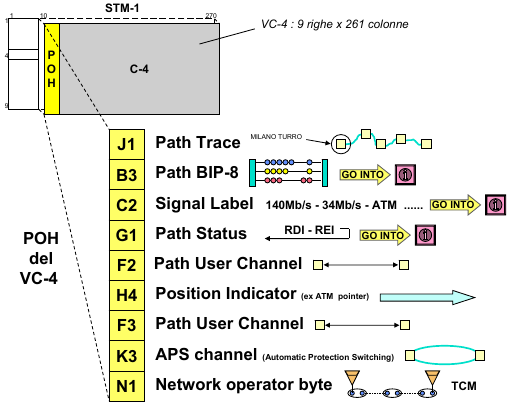 STM-1
1 10 270
VC-4 : 9 righe x 261 colonne
4
9
POH
C-4
POH
del
VC-4
J1 Path Trace MILANO TURRO
B3 Path BIP-8 GO INTO
C2 Signal Label 140Mb/s - 34Mb/s - ATM ...... GO INTO
G1 Path Status RDI - REI GO INTO
F2 Path User Channel
H4 Position Indicator (ex ATM pointer)
F3 Path User Channel
K3 APS channel (Automatic Protection Switching)
N1 Network operator byte TCM